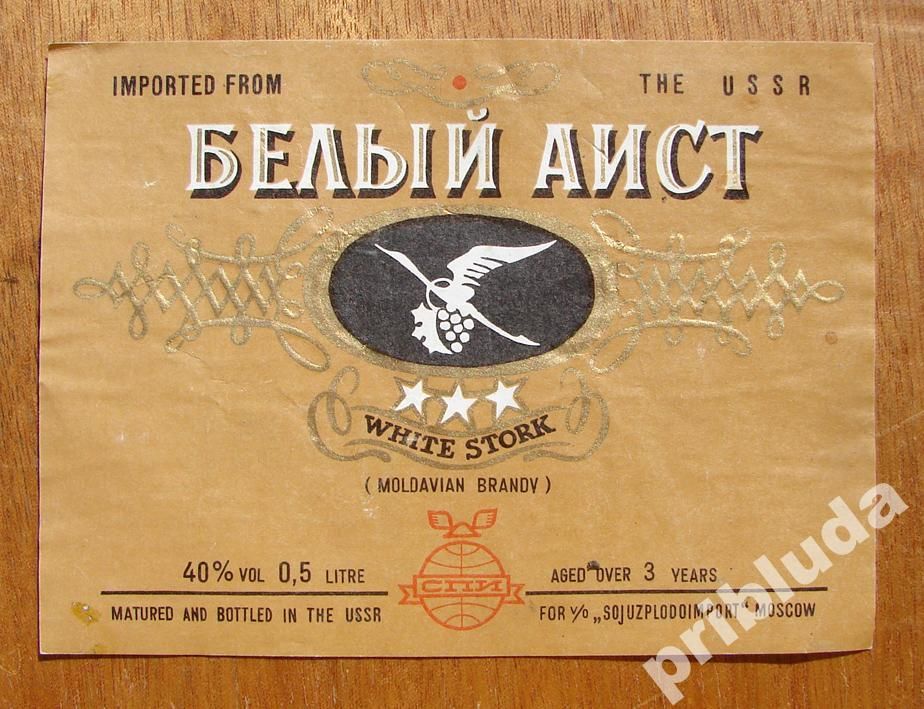 IMPORTED FROM THE USSR
БЕЛЫЙ АИСТ
WHITE STORK
( MOLDAVIAN BRANDY )
СПИ
40% VOL 0,5 LITRE AGED OVER 3 YEARS
MATURED AND BOTTLED IN THE USSR FOR V/O „SOJUZPLODOIMPORT“ MOSCOW
pribluda